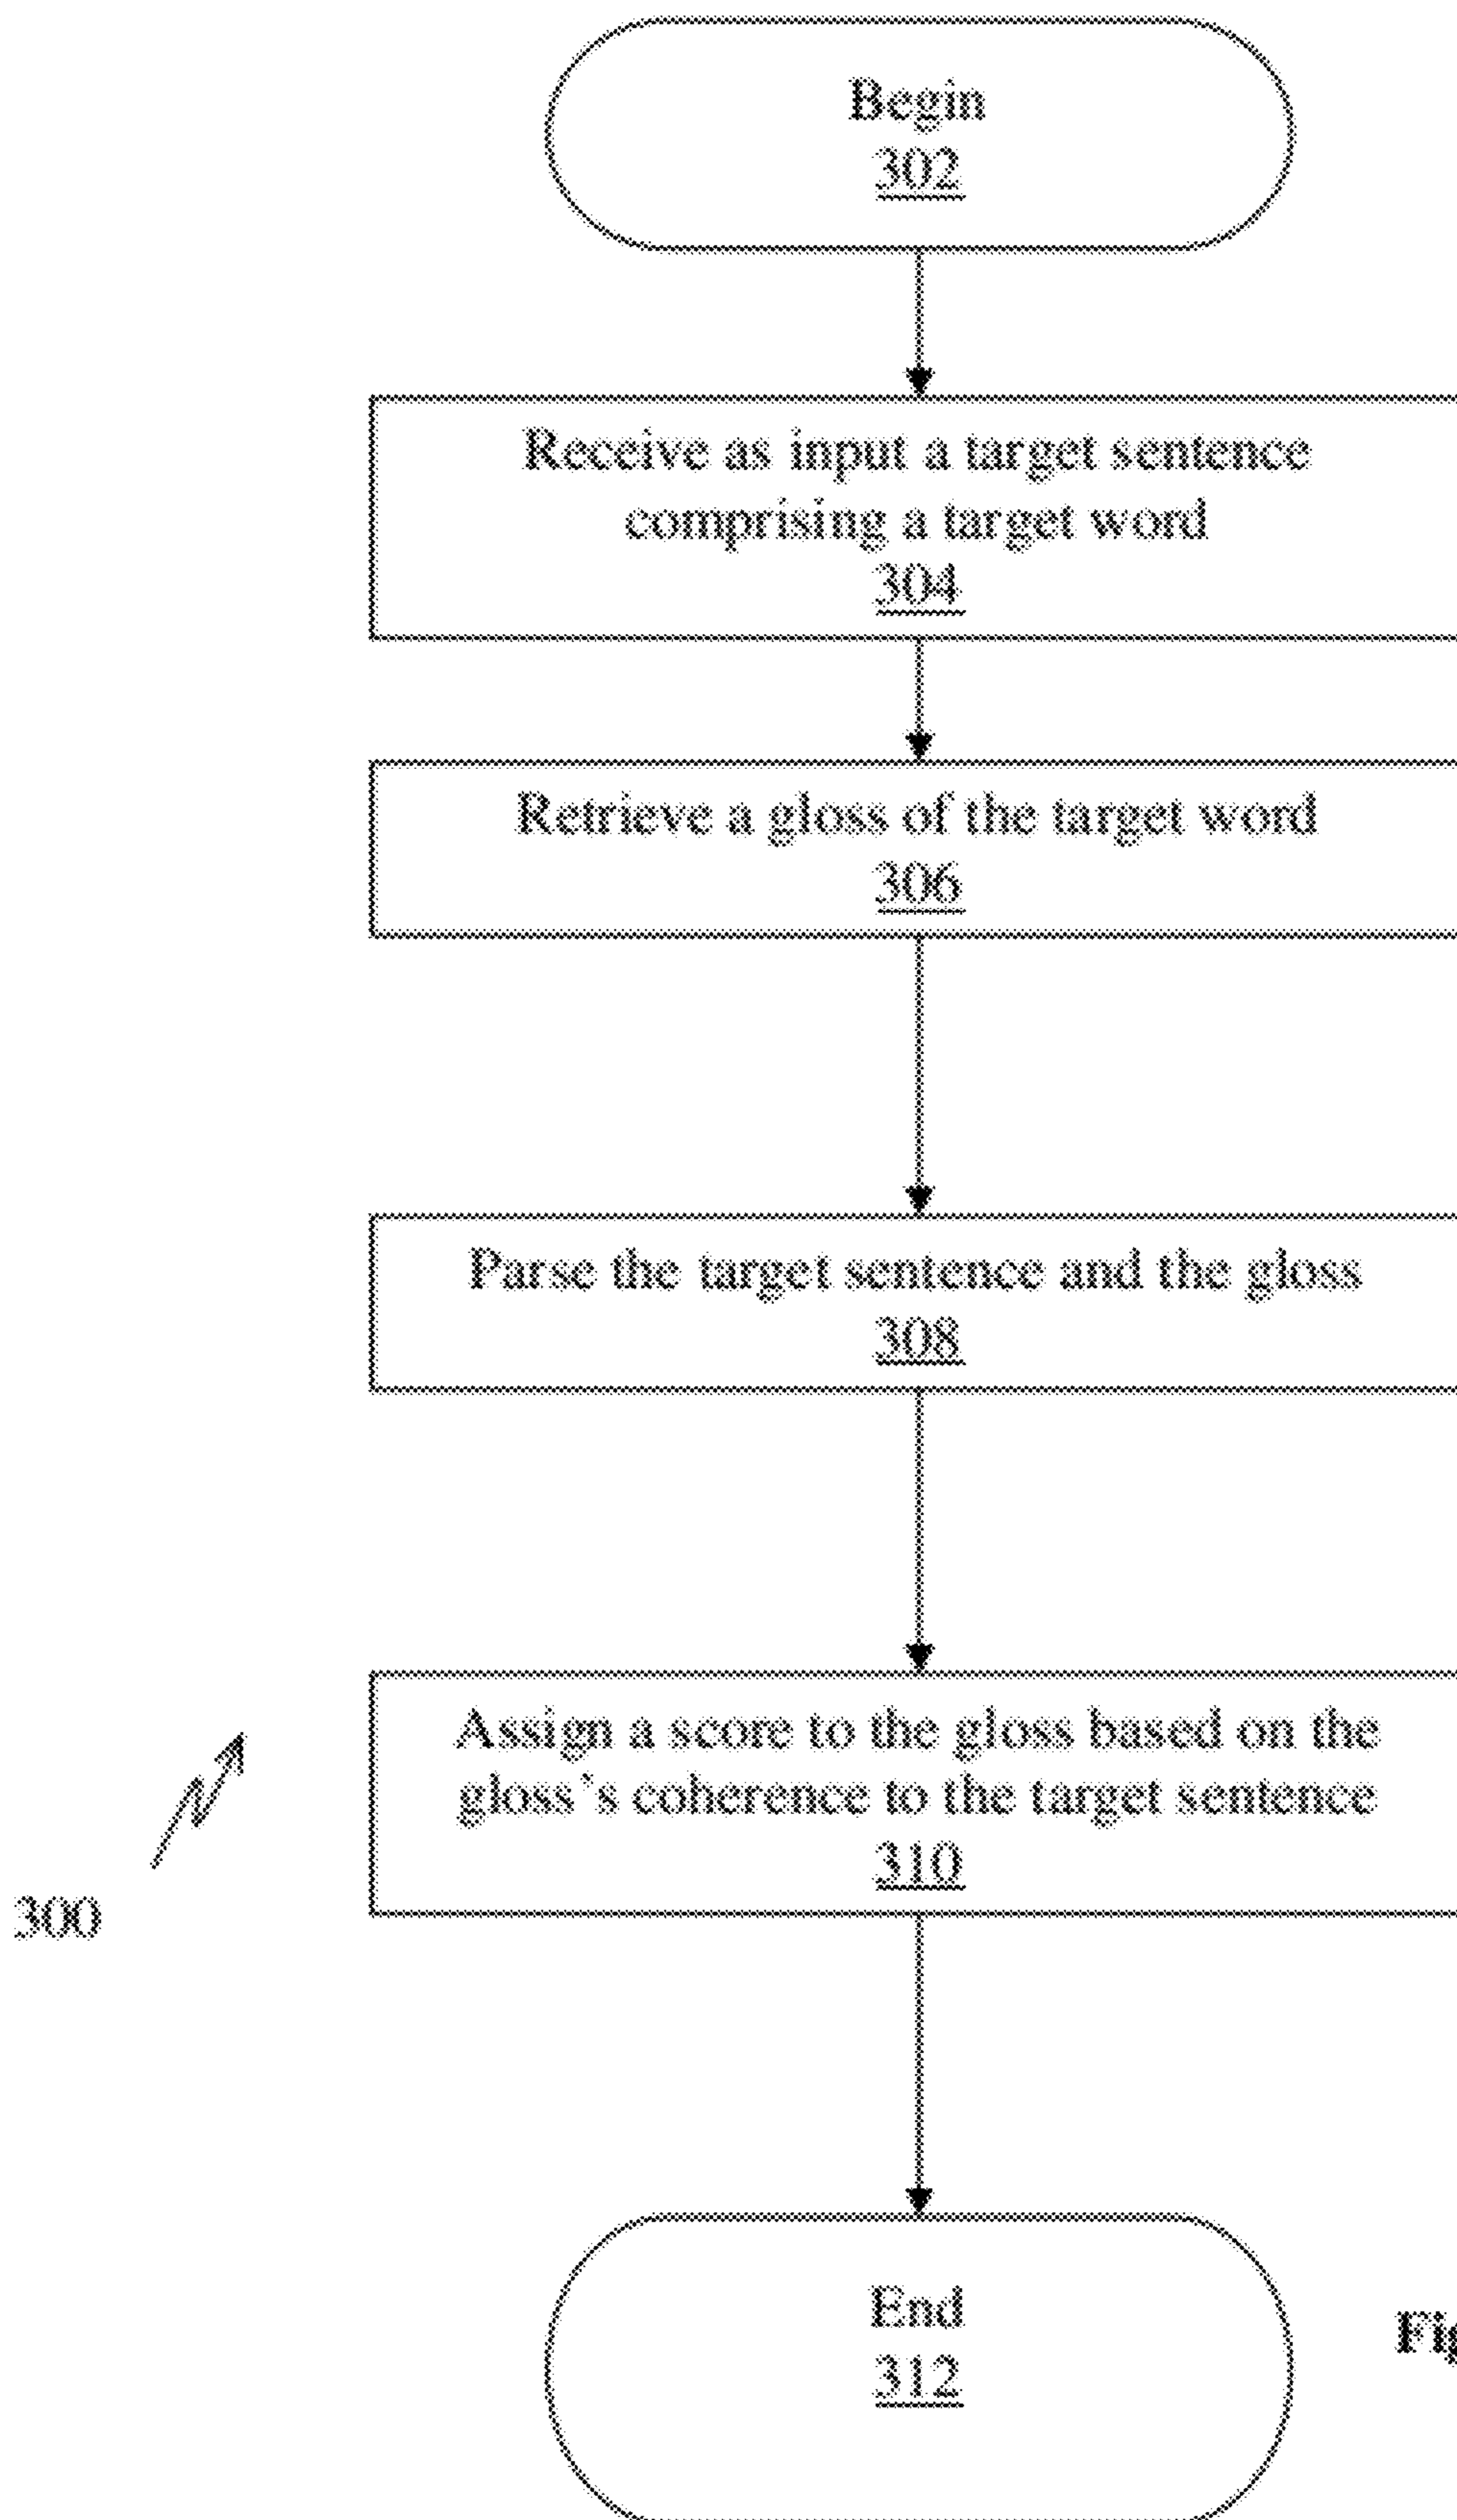 Begin
302
Receive as input a target sentence
comprising a target word
304
Retrieve a gloss of the target word
306
Parse the target sentence and the gloss
308
Assign a score to the gloss based on the
gloss's coherence to the target sentence
310
300
End
312